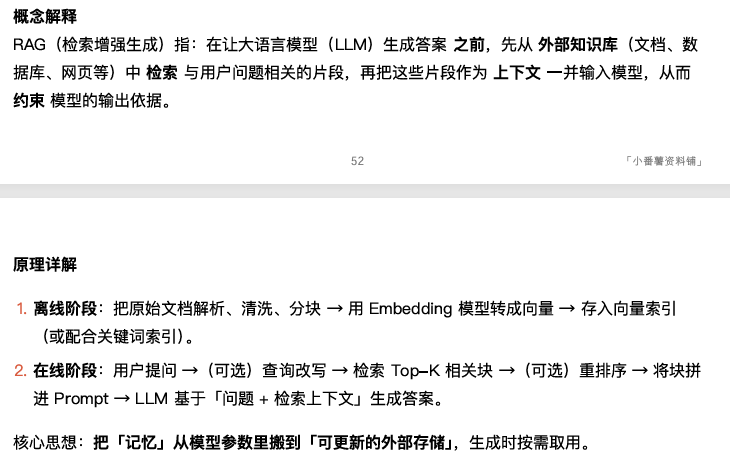 概念解释
RAG（检索增强生成）指：在让大语言模型（LLM）生成答案 之前，先从 外部知识库（文档、数
据库、网页等）中 检索 与用户问题相关的片段，再把这些片段作为 上下文 一并输入模型，从而
约束 模型的输出依据。
52
「小番薯资料铺」
原理详解
1. 离线阶段：把原始文档解析、清洗、分块 → 用 Embedding 模型转成向量 → 存入向量索引
（或配合关键词索引）。
2. 在线阶段：用户提问 →（可选）查询改写 → 检索 Top–K 相关块 →（可选）重排序 → 将块拼
进 Prompt → LLM 基于「问题 + 检索上下文」生成答案。
核心思想：把「记忆」从模型参数里搬到「可更新的外部存储」，生成时按需取用。